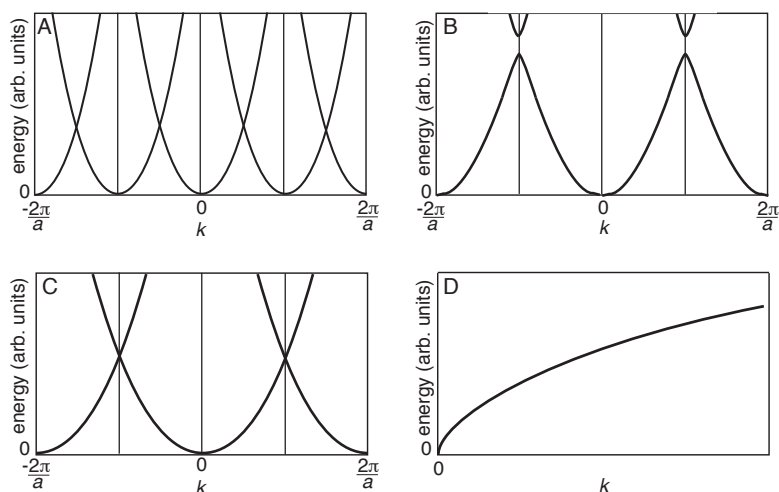 A
energy (arb. units)
0
-2π
a
0
2π
a
k
B
energy (arb. units)
0
-2π
a
0
2π
a
k
C
energy (arb. units)
0
-2π
a
0
2π
a
k
D
energy (arb. units)
0
0
k